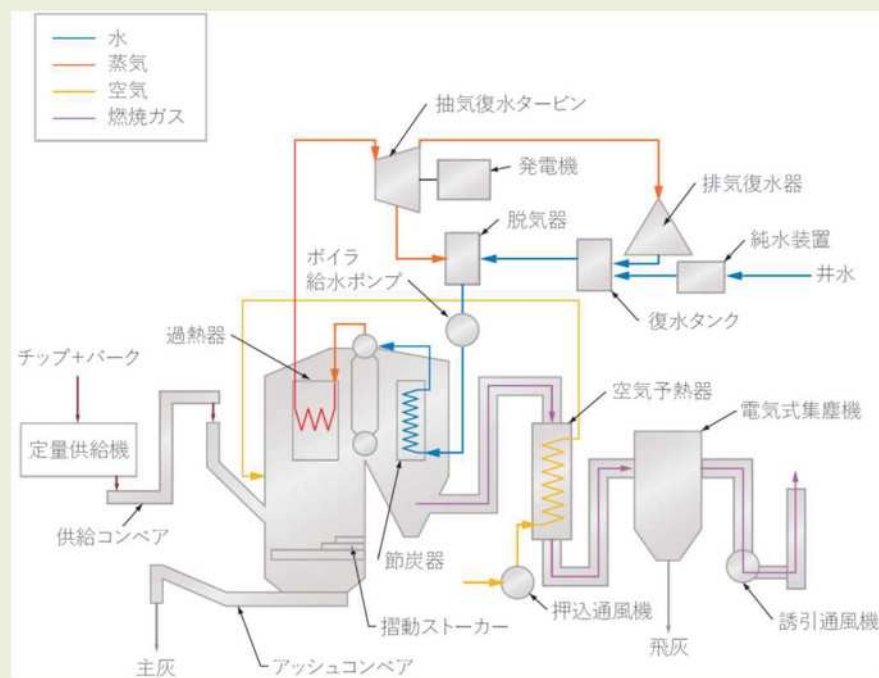 水
蒸気
空気
燃焼ガス
抽気復水タービン
発電機
排気復水器
脱気器
純水装置
ボイラ
給水ポンプ
井水
復水タンク
過熱器
チップ+バーク
空気予熱器
電気式集塵機
定量供給機
供給コンベア
節炭器
押込通風機
誘引通風機
摺動ストーカー
飛灰
主灰
アッシュコンベア